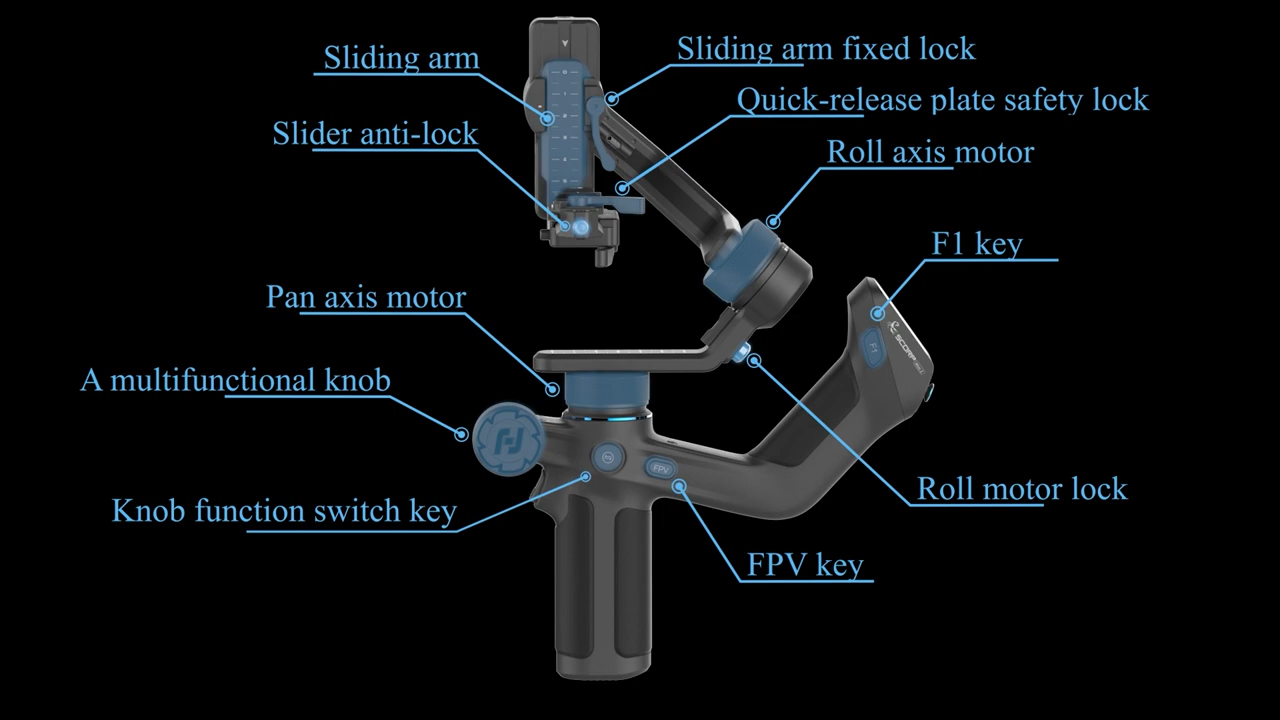 Sliding arm
Sliding arm fixed lock
Quick-release plate safety lock
Slider anti-lock
Roll axis motor
F1 key
Pan axis motor
F1
SCORP
A multifunctional knob
FPV
Knob function switch key
Roll motor lock
FPV key